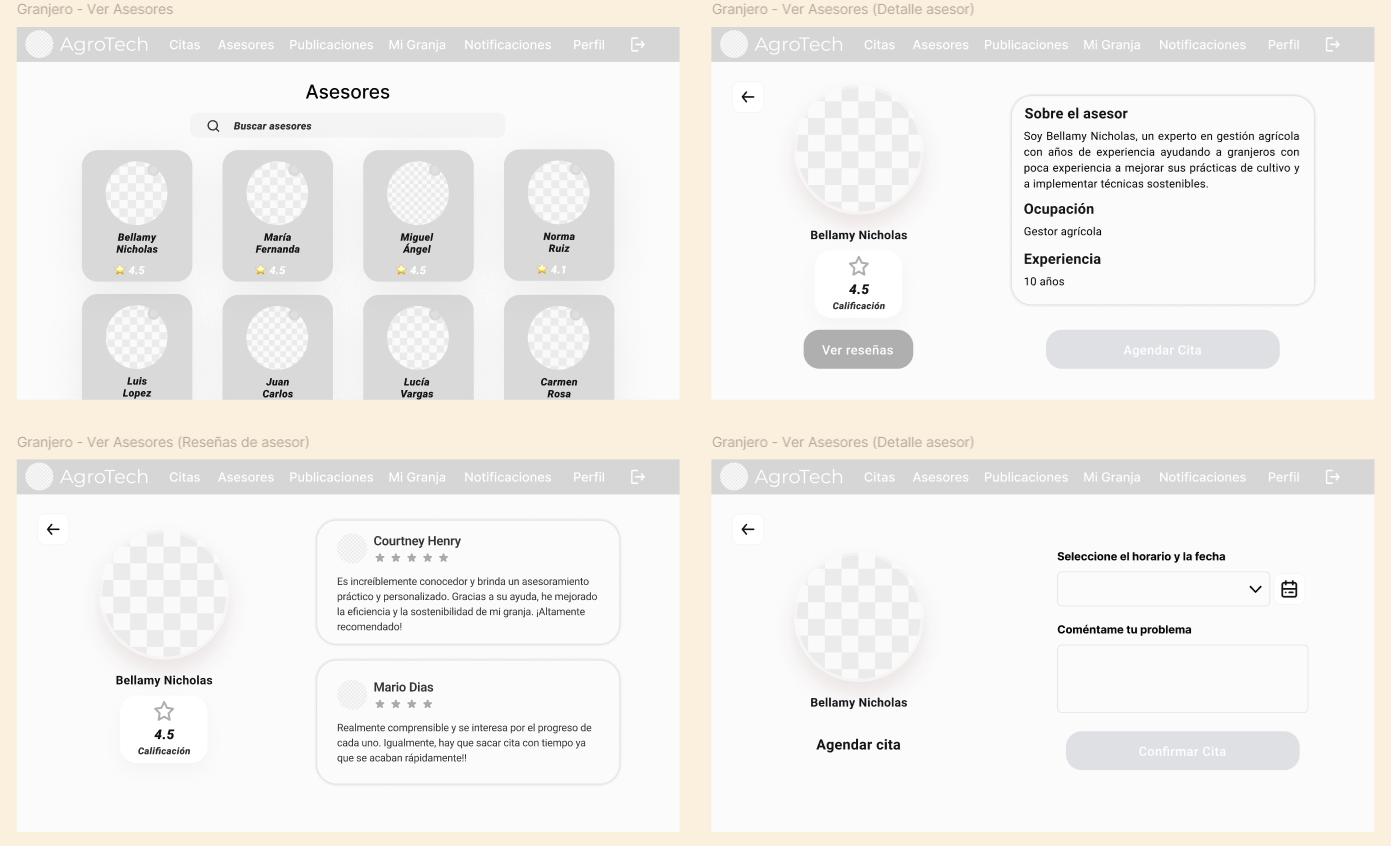 Granjero - Ver Asesores
AgroTech Citas Asesores Publicaciones Mi Granja Notificaciones Perfil
Asesores
Buscar asesores
Bellamy
Nicholas
4.5
María
Fernanda
4.5
Miguel
Ángel
4.5
Norma
Ruiz
4.1
Luis
Lopez
Juan
Carlos
Lucía
Vargas
Carmen
Rosa
Granjero - Ver Asesores (Detalle asesor)
AgroTech Citas Asesores Publicaciones Mi Granja Notificaciones Perfil
Bellamy Nicholas
4.5
Calificación
Ver reseñas
Sobre el asesor
Soy Bellamy Nicholas, un experto en gestión agrícola
con años de experiencia ayudando a granjeros con
poca experiencia a mejorar sus prácticas de cultivo y
a implementar técnicas sostenibles.
Ocupación
Gestor agrícola
Experiencia
10 años
Agendar Cita
Granjero - Ver Asesores (Reseñas de asesor)
AgroTech Citas Asesores Publicaciones Mi Granja Notificaciones Perfil
Bellamy Nicholas
4.5
Calificación
Courtney Henry
Es increíblemente conocedor y brinda un asesoramiento
práctico y personalizado. Gracias a su ayuda, he mejorado
la eficiencia y la sostenibilidad de mi granja. ¡Altamente
recomendado!
Mario Dias
Realmente comprensible y se interesa por el progreso de
cada uno. Igualmente, hay que sacar cita con tiempo ya
que se acaban rápidamente!!
Granjero - Ver Asesores (Detalle asesor)
AgroTech Citas Asesores Publicaciones Mi Granja Notificaciones Perfil
Bellamy Nicholas
Agendar cita
Seleccione el horario y la fecha
Coméntame tu problema
Confirmar Cita